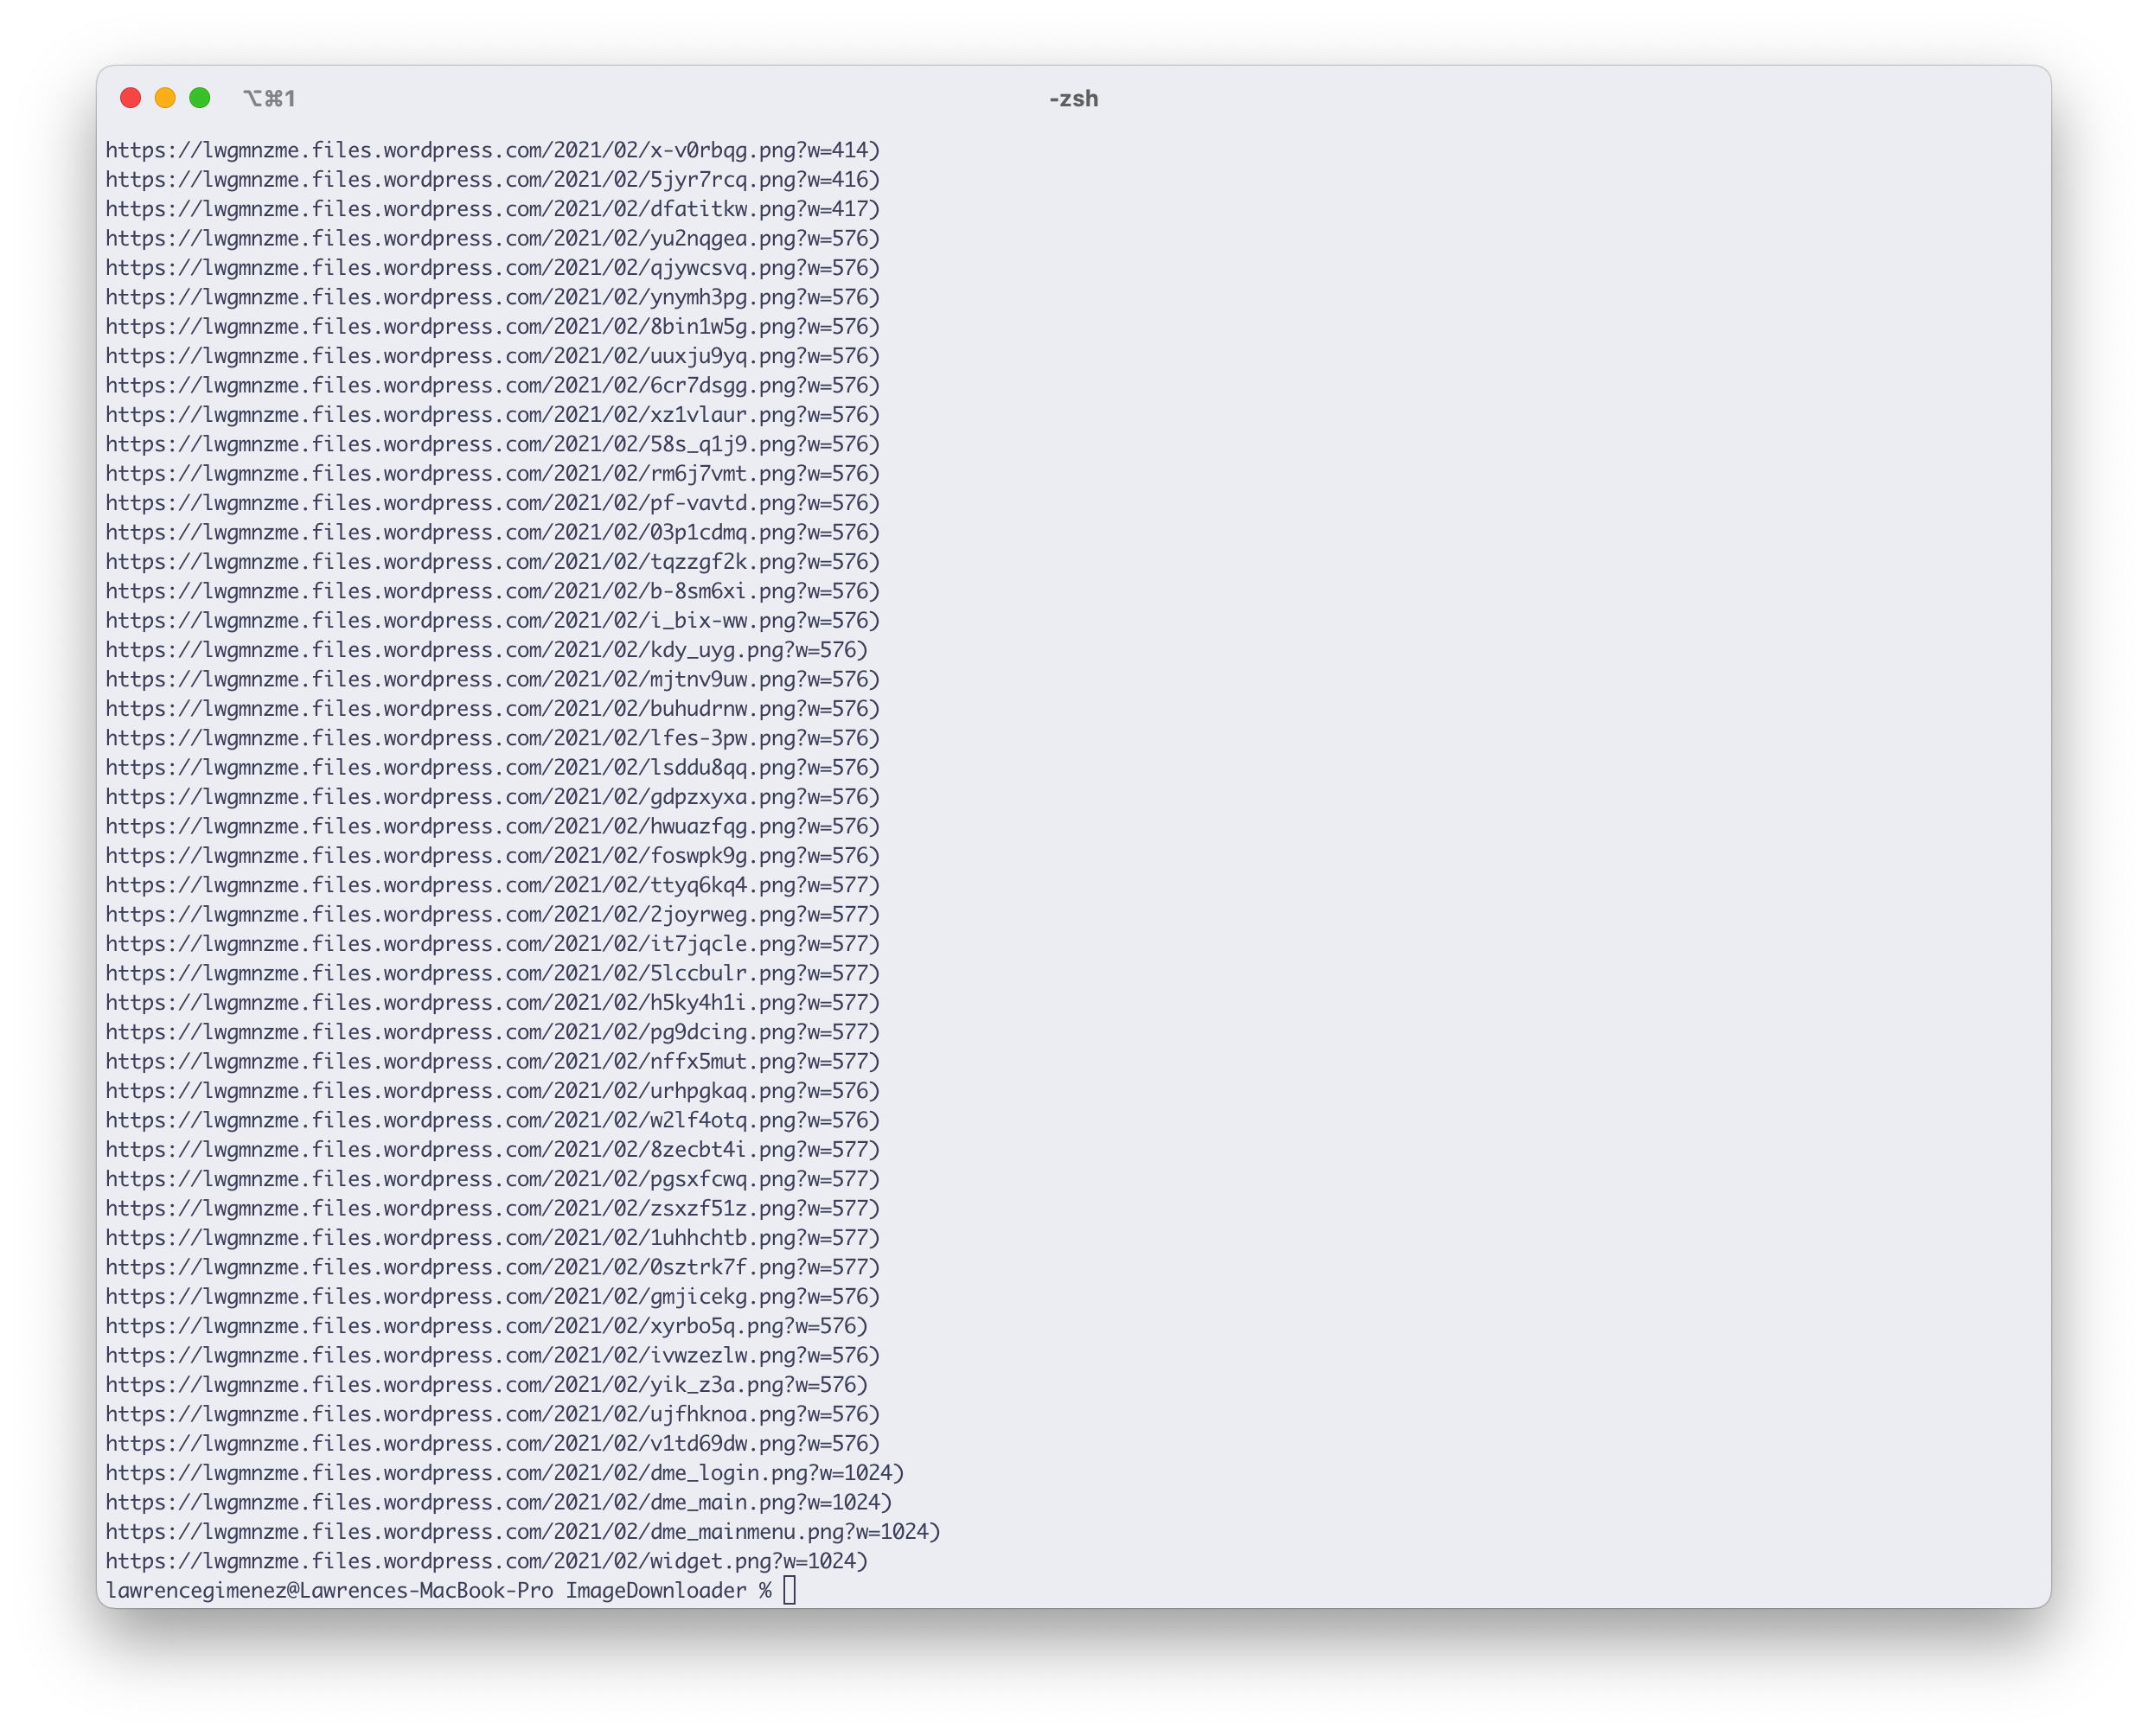 ⌥⌘1
-zsh
https://lwgmnzme.files.wordpress.com/2021/02/x-v0rbqg.png?w=414)
https://lwgmnzme.files.wordpress.com/2021/02/5jyr7rcq.png?w=416)
https://lwgmnzme.files.wordpress.com/2021/02/dfatitkw.png?w=417)
https://lwgmnzme.files.wordpress.com/2021/02/yu2nqgea.png?w=576)
https://lwgmnzme.files.wordpress.com/2021/02/qjywcsvq.png?w=576)
https://lwgmnzme.files.wordpress.com/2021/02/ynymh3pg.png?w=576)
https://lwgmnzme.files.wordpress.com/2021/02/8bin1w5g.png?w=576)
https://lwgmnzme.files.wordpress.com/2021/02/uuxju9yq.png?w=576)
https://lwgmnzme.files.wordpress.com/2021/02/6cr7dsgg.png?w=576)
https://lwgmnzme.files.wordpress.com/2021/02/xz1vlaur.png?w=576)
https://lwgmnzme.files.wordpress.com/2021/02/58s_q1j9.png?w=576)
https://lwgmnzme.files.wordpress.com/2021/02/rm6j7vmt.png?w=576)
https://lwgmnzme.files.wordpress.com/2021/02/pf-vavtd.png?w=576)
https://lwgmnzme.files.wordpress.com/2021/02/03p1cdmq.png?w=576)
https://lwgmnzme.files.wordpress.com/2021/02/tqzzgf2k.png?w=576)
https://lwgmnzme.files.wordpress.com/2021/02/b-8sm6xi.png?w=576)
https://lwgmnzme.files.wordpress.com/2021/02/i_bix-ww.png?w=576)
https://lwgmnzme.files.wordpress.com/2021/02/kdy_uyg.png?w=576)
https://lwgmnzme.files.wordpress.com/2021/02/mjtnv9uw.png?w=576)
https://lwgmnzme.files.wordpress.com/2021/02/buhudrnw.png?w=576)
https://lwgmnzme.files.wordpress.com/2021/02/lfes-3pw.png?w=576)
https://lwgmnzme.files.wordpress.com/2021/02/lsddu8qq.png?w=576)
https://lwgmnzme.files.wordpress.com/2021/02/gdpzxyxa.png?w=576)
https://lwgmnzme.files.wordpress.com/2021/02/hwuazfqg.png?w=576)
https://lwgmnzme.files.wordpress.com/2021/02/foswpk9g.png?w=576)
https://lwgmnzme.files.wordpress.com/2021/02/ttyq6kq4.png?w=577)
https://lwgmnzme.files.wordpress.com/2021/02/2joyrweg.png?w=577)
https://lwgmnzme.files.wordpress.com/2021/02/it7jqcle.png?w=577)
https://lwgmnzme.files.wordpress.com/2021/02/5lccbulr.png?w=577)
https://lwgmnzme.files.wordpress.com/2021/02/h5ky4h1i.png?w=577)
https://lwgmnzme.files.wordpress.com/2021/02/pg9dcing.png?w=577)
https://lwgmnzme.files.wordpress.com/2021/02/nffx5mut.png?w=577)
https://lwgmnzme.files.wordpress.com/2021/02/urhpgkaq.png?w=576)
https://lwgmnzme.files.wordpress.com/2021/02/w2lf4otq.png?w=576)
https://lwgmnzme.files.wordpress.com/2021/02/8zecbt4i.png?w=577)
https://lwgmnzme.files.wordpress.com/2021/02/pgsxfcwq.png?w=577)
https://lwgmnzme.files.wordpress.com/2021/02/zsxzf51z.png?w=577)
https://lwgmnzme.files.wordpress.com/2021/02/1uhhchtb.png?w=577)
https://lwgmnzme.files.wordpress.com/2021/02/0sztrk7f.png?w=577)
https://lwgmnzme.files.wordpress.com/2021/02/gmjicekg.png?w=576)
https://lwgmnzme.files.wordpress.com/2021/02/xyrbo5q.png?w=576)
https://lwgmnzme.files.wordpress.com/2021/02/ivwzezlw.png?w=576)
https://lwgmnzme.files.wordpress.com/2021/02/yik_z3a.png?w=576)
https://lwgmnzme.files.wordpress.com/2021/02/ujfhknoa.png?w=576)
https://lwgmnzme.files.wordpress.com/2021/02/v1td69dw.png?w=576)
https://lwgmnzme.files.wordpress.com/2021/02/dme_login.png?w=1024)
https://lwgmnzme.files.wordpress.com/2021/02/dme_main.png?w=1024)
https://lwgmnzme.files.wordpress.com/2021/02/dme_mainmenu.png?w=1024)
https://lwgmnzme.files.wordpress.com/2021/02/widget.png?w=1024)
lawrencegimenez@Lawrences-MacBook-Pro ImageDownloader %